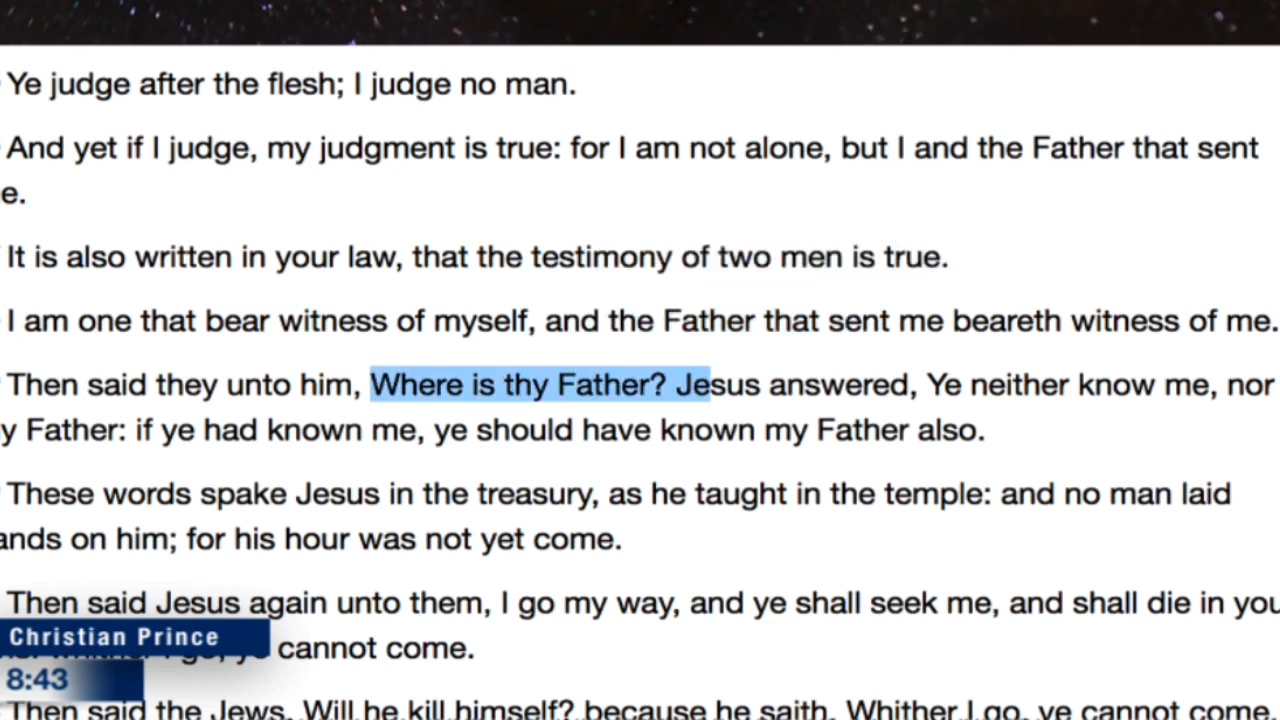 Ye judge after the flesh; I judge no man.
And yet if I judge, my judgment is true: for I am not alone, but I and the Father that sent
e.
It is also written in your law, that the testimony of two men is true.
I am one that bear witness of myself, and the Father that sent me beareth witness of me.
Then said they unto him, Where is thy Father? Jesus answered, Ye neither know me, nor
y Father: if ye had known me, ye should have known my Father also.
These words spake Jesus in the treasury, as he taught in the temple: and no man laid
ands on him; for his hour was not yet come.
Then said Jesus again unto them, I go my way, and ye shall seek me, and shall die in you
Christian Prince
go, ye cannot come.
8:43
Then said the Jews, Will he kill himself? because he saith, Whither I go, ye cannot come.